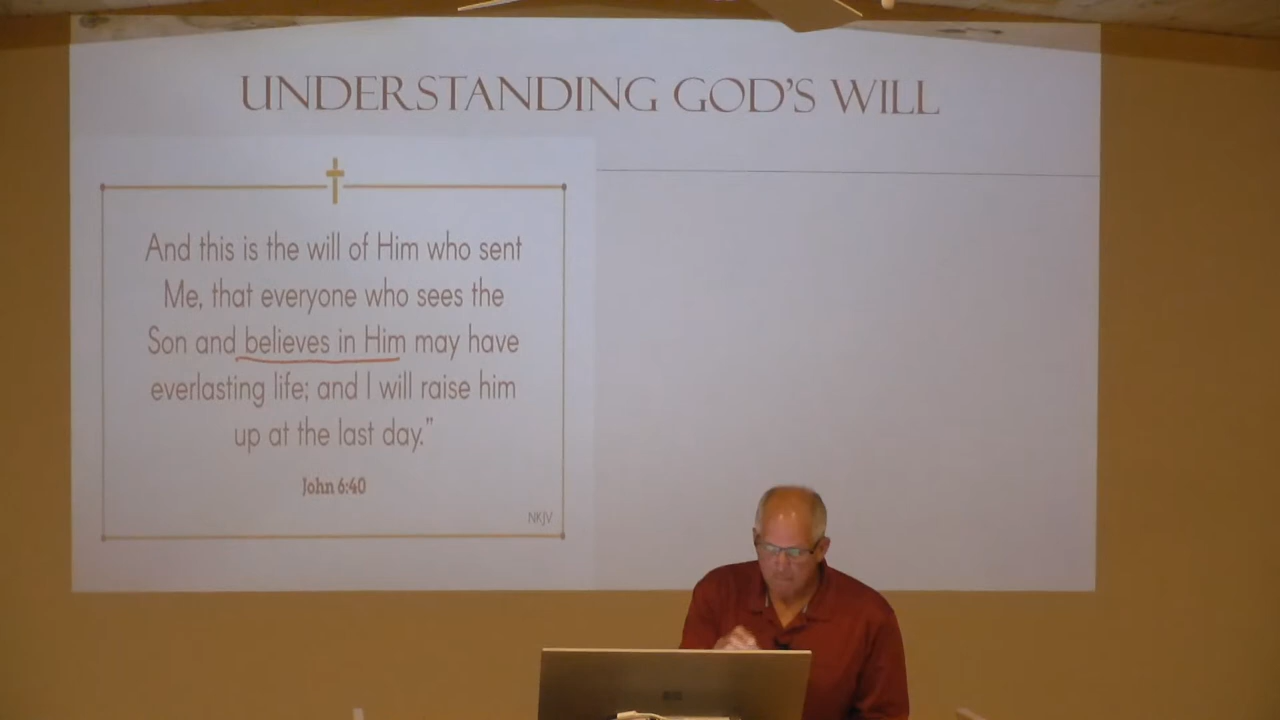 UNDERSTANDING GOD'S WILL
And this is the will of Him who sent
Me, that everyone who sees the
Son and believes in Him may have
everlasting life; and I will raise him
up at the last day.”
John 6:40
NKJV